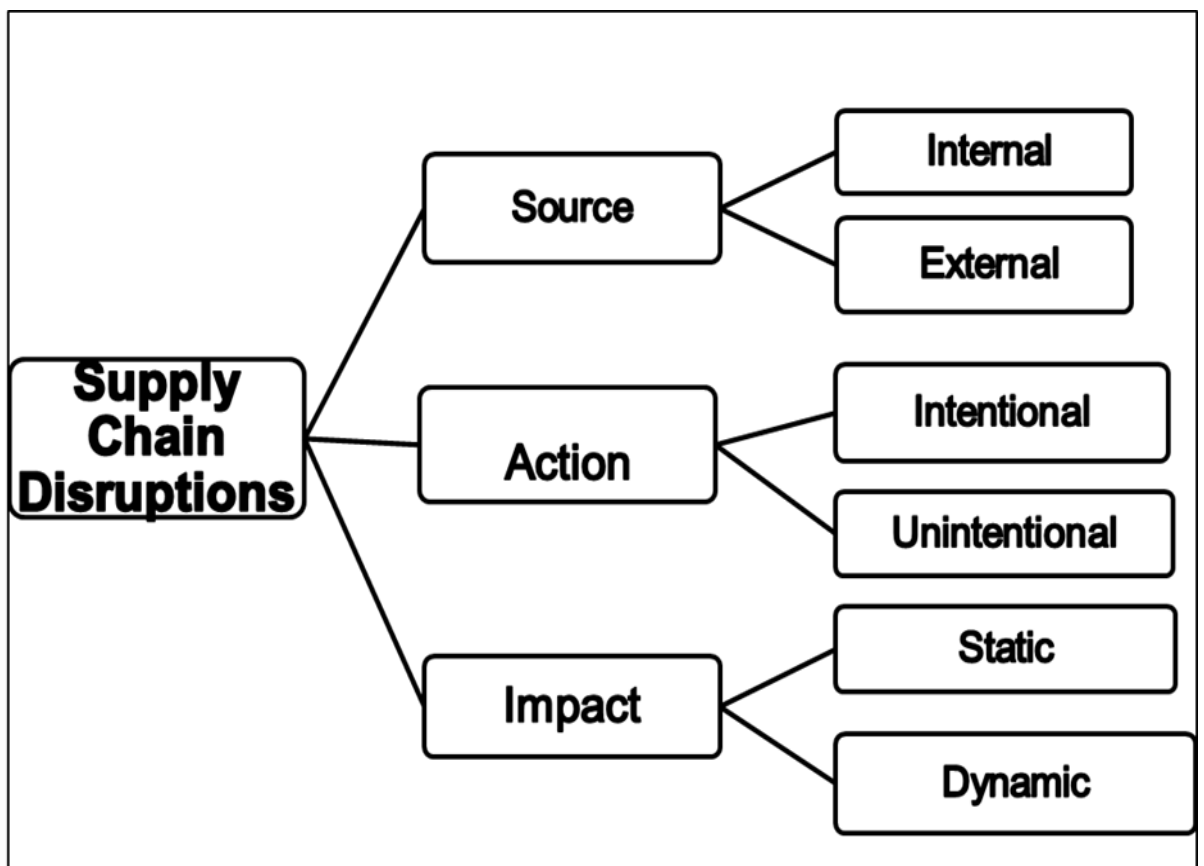 Supply
Chain
Disruptions
Source
Internal
External
Action
Intentional
Unintentional
Impact
Static
Dynamic